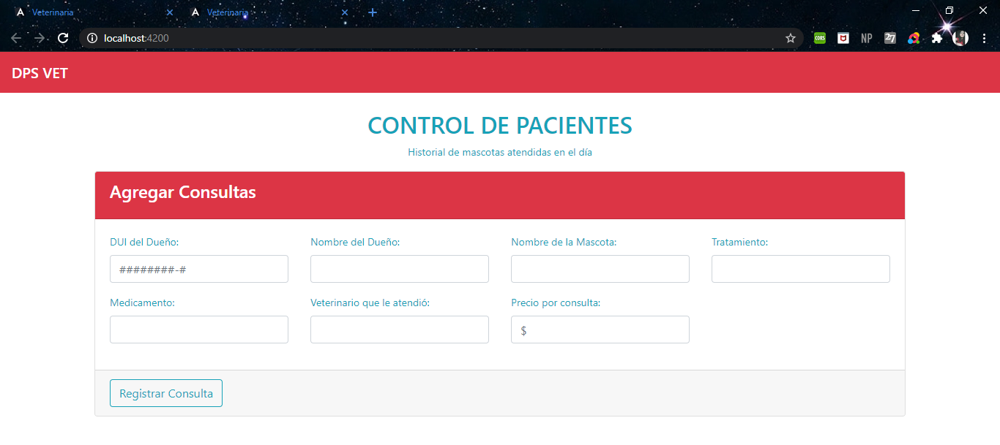 Veterinaria
Veterinaria
localhost:4200
CORS
NP
27
DPS VET
CONTROL DE PACIENTES
Historial de mascotas atendidas en el día
Agregar Consultas
DUI del Dueño:
Nombre del Dueño:
Nombre de la Mascota:
Tratamiento:
########-#
Medicamento:
Veterinario que le atendió:
Precio por consulta:
$
Registrar Consulta